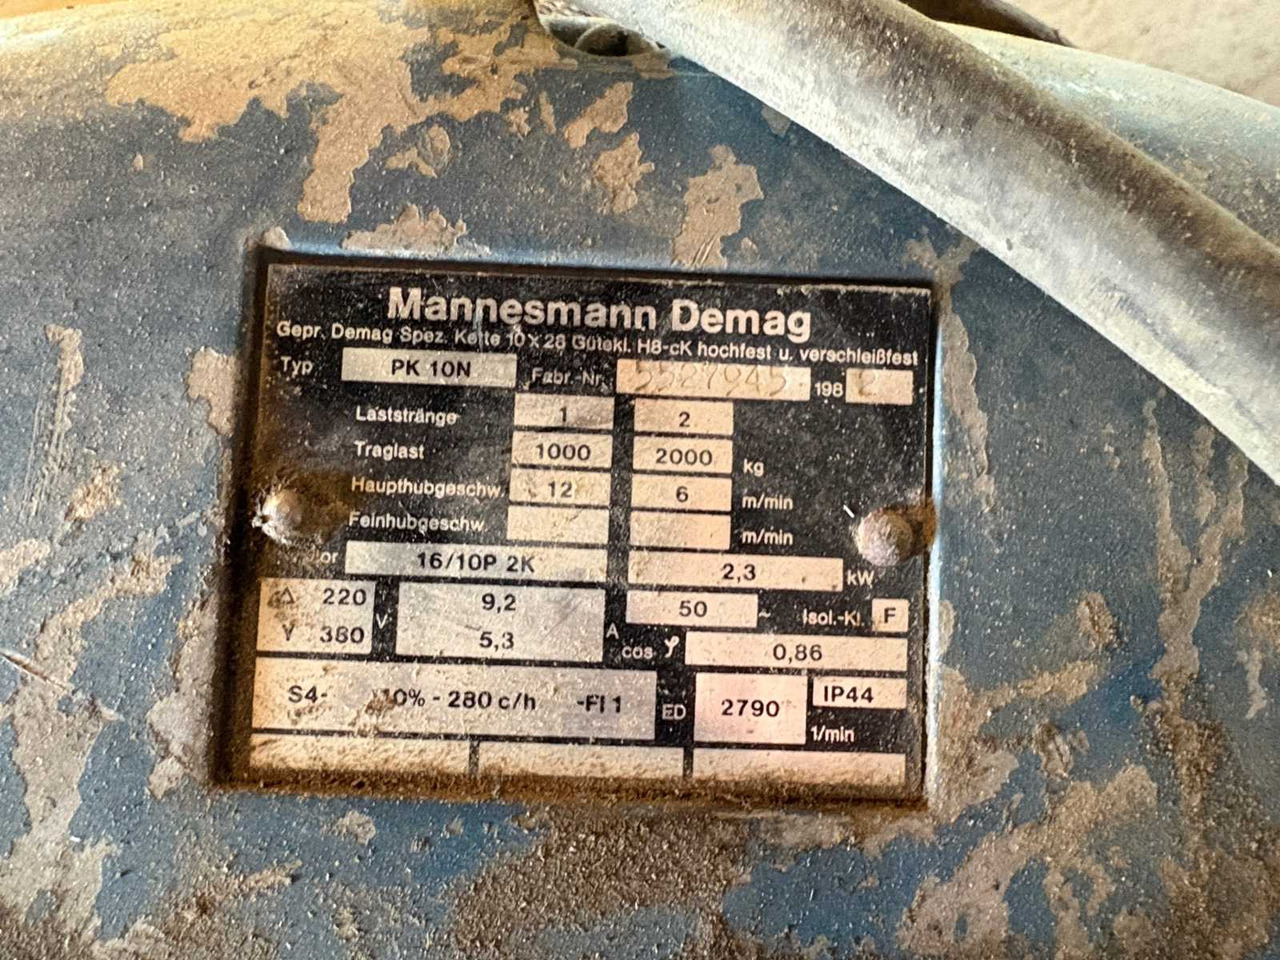 Mannesmann Demag
Gepr. Demag Spez. Kette 10 x 28 Gütekl. H8-cK hochfest u. verschleißfest
Typ PK 10N Fabr.-Nr. 5527945 198
Laststränge 1 2
Traglast 1000 2000 kg
Haupthubgeschw. 12 6 m/min
Feinhubgeschw. m/min
or 16/10P 2K 2,3 kW
△ 220 V 9,2 A 50 ~ Isol.-Kl. F
Y 380 5,3 cos φ 0,86
S4- 0% - 280 c/h -FI 1 ED 2790 1/min IP44